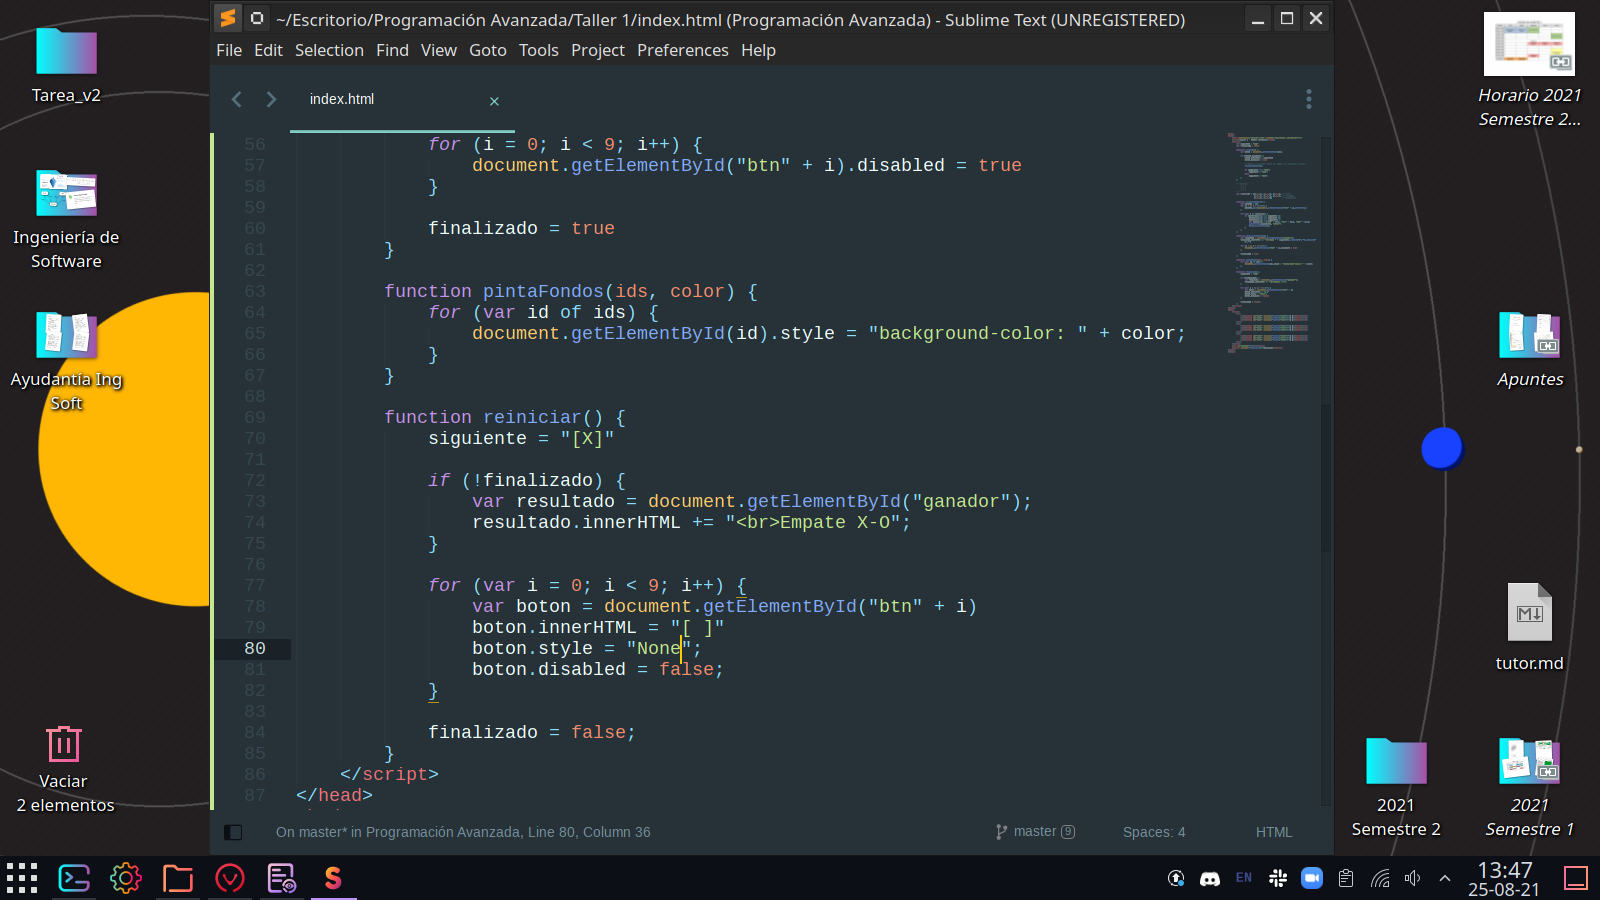 ~/Escritorio/Programación Avanzada/Taller 1/index.html (Programación Avanzada) - Sublime Text (UNREGISTERED)
File Edit Selection Find View Goto Tools Project Preferences Help
index.html
56 for (i = 0; i < 9; i++) {
57 document.getElementById("btn" + i).disabled = true
58 }
59
60 finalizado = true
61 }
62
63 function pintaFondos(ids, color) {
64 for (var id of ids) {
65 document.getElementById(id).style = "background-color: " + color;
66 }
67 }
68
69 function reiniciar() {
70 siguiente = "[X]"
71
72 if (!finalizado) {
73 var resultado = document.getElementById("ganador");
74 resultado.innerHTML += "<br>Empate X-O";
75 }
76
77 for (var i = 0; i < 9; i++) {
78 var boton = document.getElementById("btn" + i)
79 boton.innerHTML = "[ ]"
80 boton.style = "None";
81 boton.disabled = false;
82 }
83
84 finalizado = false;
85 }
86 </script>
87 </head>
On master* in Programación Avanzada, Line 80, Column 36
master 9
Spaces: 4
HTML
Tarea_v2
Ingeniería de
Software
Ayudantía Ing
Soft
Vaciar
2 elementos
Horario 2021
Semestre 2...
Apuntes
tutor.md
2021
Semestre 2
2021
Semestre 1
EN
13:47
25-08-21